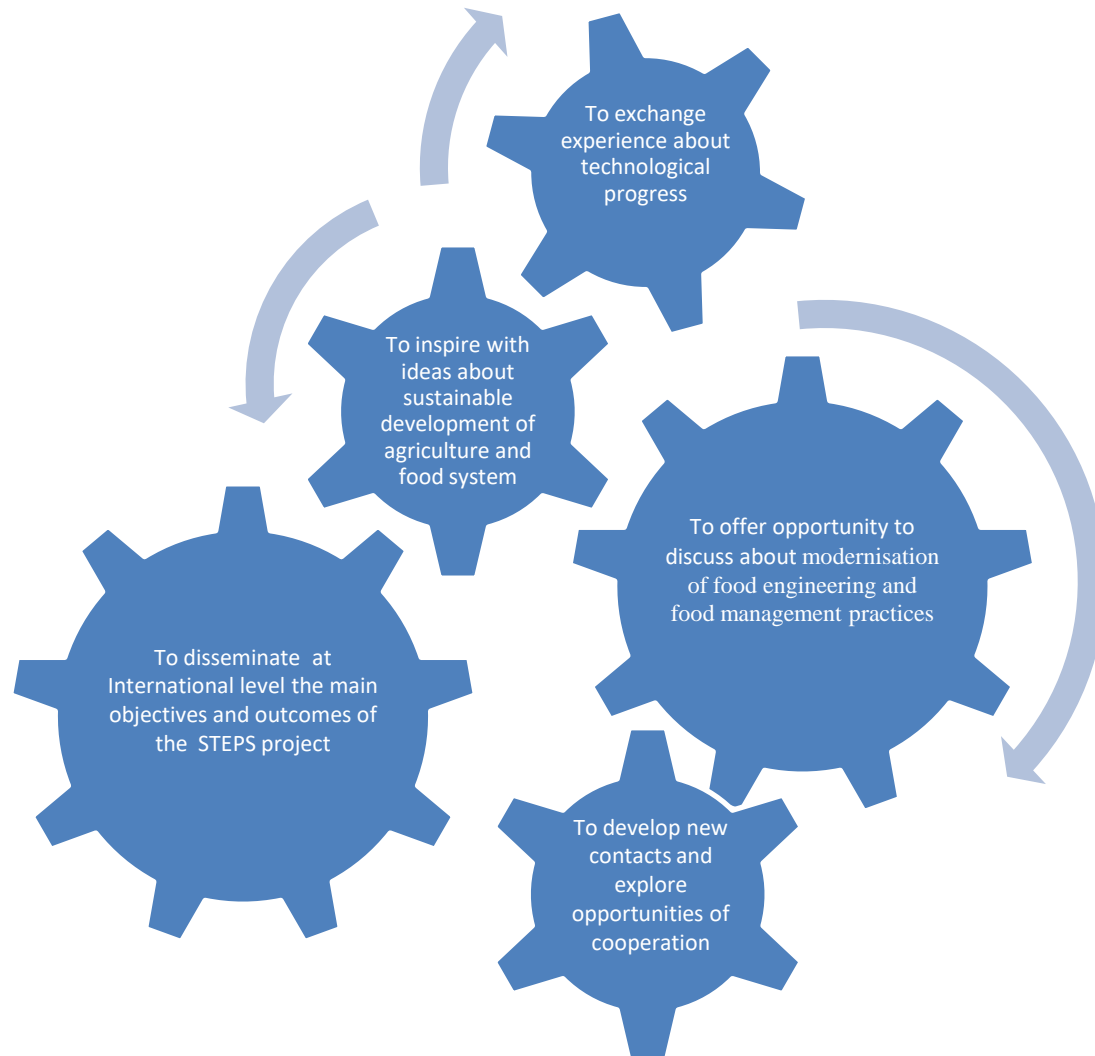 To exchange
experience about
technological
progress
To inspire with
ideas about
sustainable
development of
agriculture and
food system
To offer opportunity to
discuss about modernisation
of food engineering and
food management practices
To disseminate  at
International level the main
objectives and outcomes of
the  STEPS project
To develop new
contacts and
explore
opportunities of
cooperation